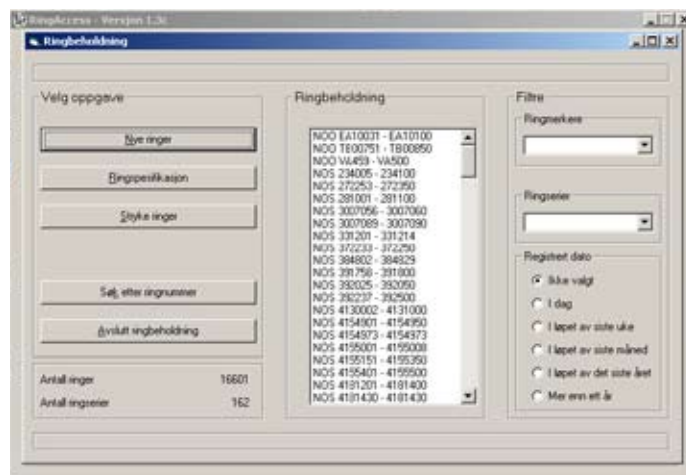 RingAccess - Versjon 1.3c
Ringbeholdning
Velg oppgave
Nye ringer
Ringspesifikasjon
Stryke ringer
Søk etter ringnummer
Avslutt ringbeholdning
Antall ringer 16601
Antall ringserier 162
Ringbeholdning
NOO EA10031 - EA10100
NOO TB00751 - TB00850
NOO VA459 - VA500
NOS 234005 - 234100
NOS 272253 - 272350
NOS 281001 - 281100
NOS 3007056 - 3007060
NOS 3007089 - 3007090
NOS 331201 - 331214
NOS 372233 - 372250
NOS 384802 - 384829
NOS 391756 - 391800
NOS 392025 - 392050
NOS 392237 - 392500
NOS 4130002 - 4131000
NOS 4154901 - 4154950
NOS 4154973 - 4154973
NOS 4155001 - 4155008
NOS 4155151 - 4155350
NOS 4155401 - 4155500
NOS 4181201 - 4181400
NOS 4181430 - 4181430
Filtre
Ringmerkere
Ringserier
Registrert dato
Ikke valgt
I dag
I løpet av siste uke
I løpet av siste måned
I løpet av det siste året
Mer enn ett år